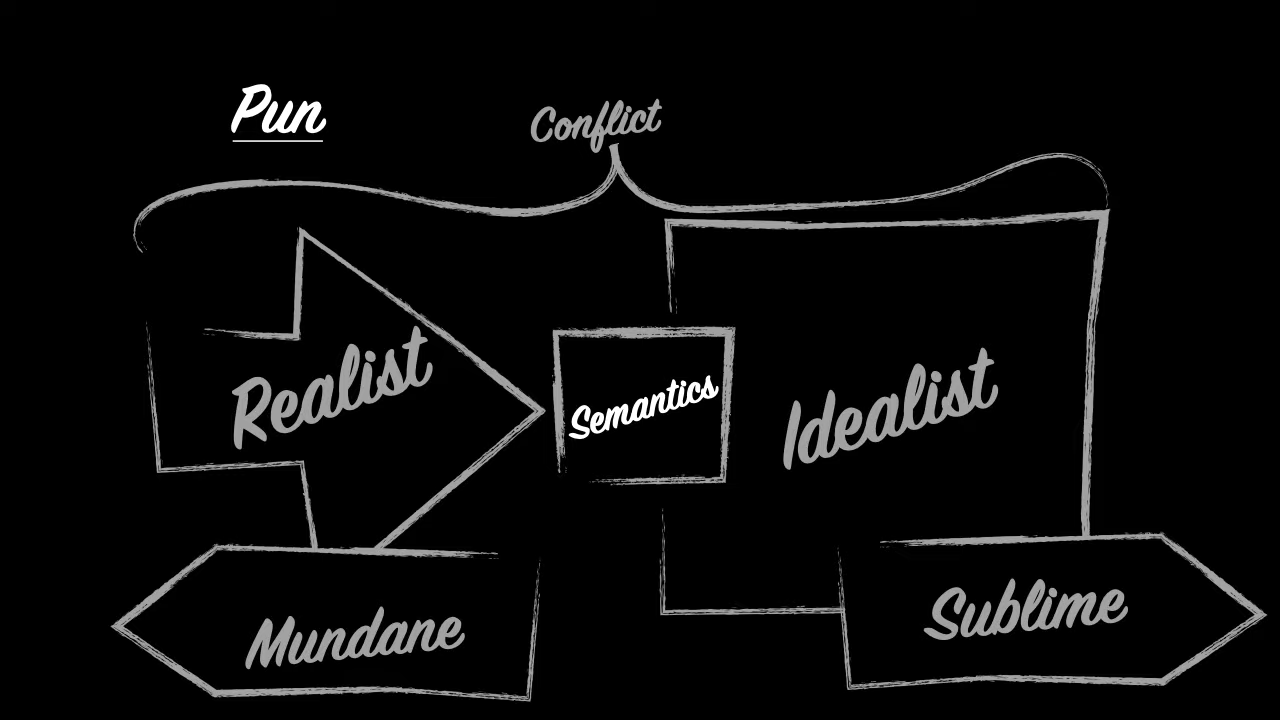 Pun
Conflict
Realist
Semantics
Idealist
Mundane
Sublime